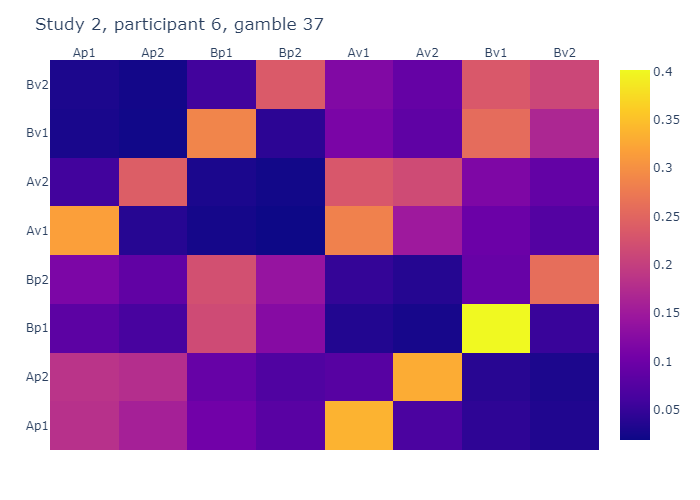 Study 2, participant 6, gamble 37
Ap1 Ap2 Bp1 Bp2 Av1 Av2 Bv1 Bv2
Bv2
Bv1
Av2
Av1
Bp2
Bp1
Ap2
Ap1
0.4
0.35
0.3
0.25
0.2
0.15
0.1
0.05